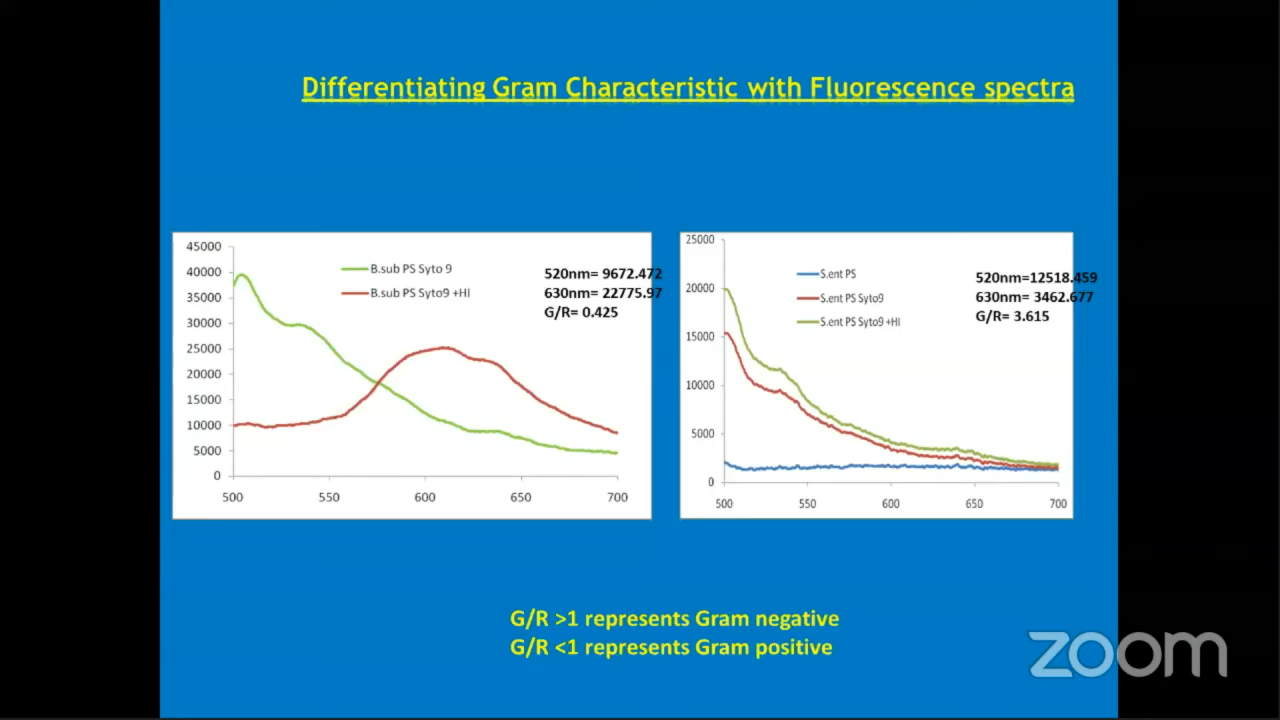 Differentiating Gram Characteristic with Fluorescence spectra
45000
40000
35000
30000
25000
20000
15000
10000
5000
0
500 550 600 650 700
B.sub PS Syto 9
B.sub PS Syto9 +HI
520nm= 9672.472
630nm= 22775.97
G/R= 0.425
25000
20000
15000
10000
5000
0
500 550 600 650 700
S.ent PS
S.ent PS Syto9
S.ent PS Syto9 +HI
520nm=12518.459
630nm= 3462.677
G/R= 3.615
G/R >1 represents Gram negative
G/R <1 represents Gram positive
zoom